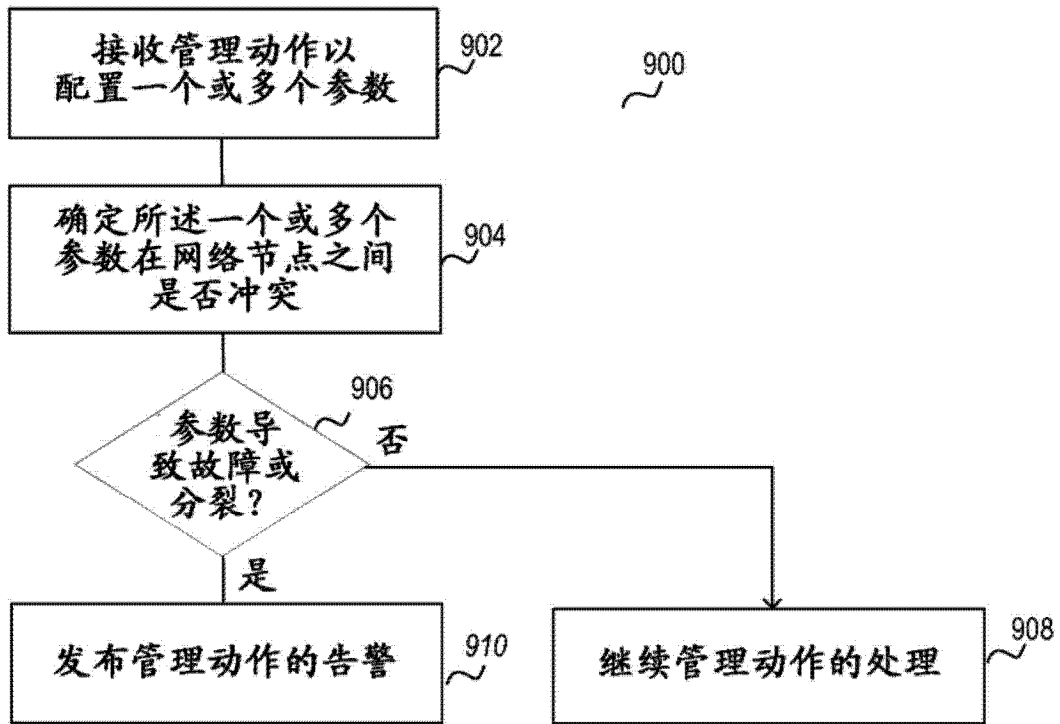 接收管理动作以
配置一个或多个参数
902
900
确定所述一个或多个
参数在网络节点之间
是否冲突
904
906
参数导
致故障或
分裂?
否
是
发布管理动作的告警
910
继续管理动作的处理
908